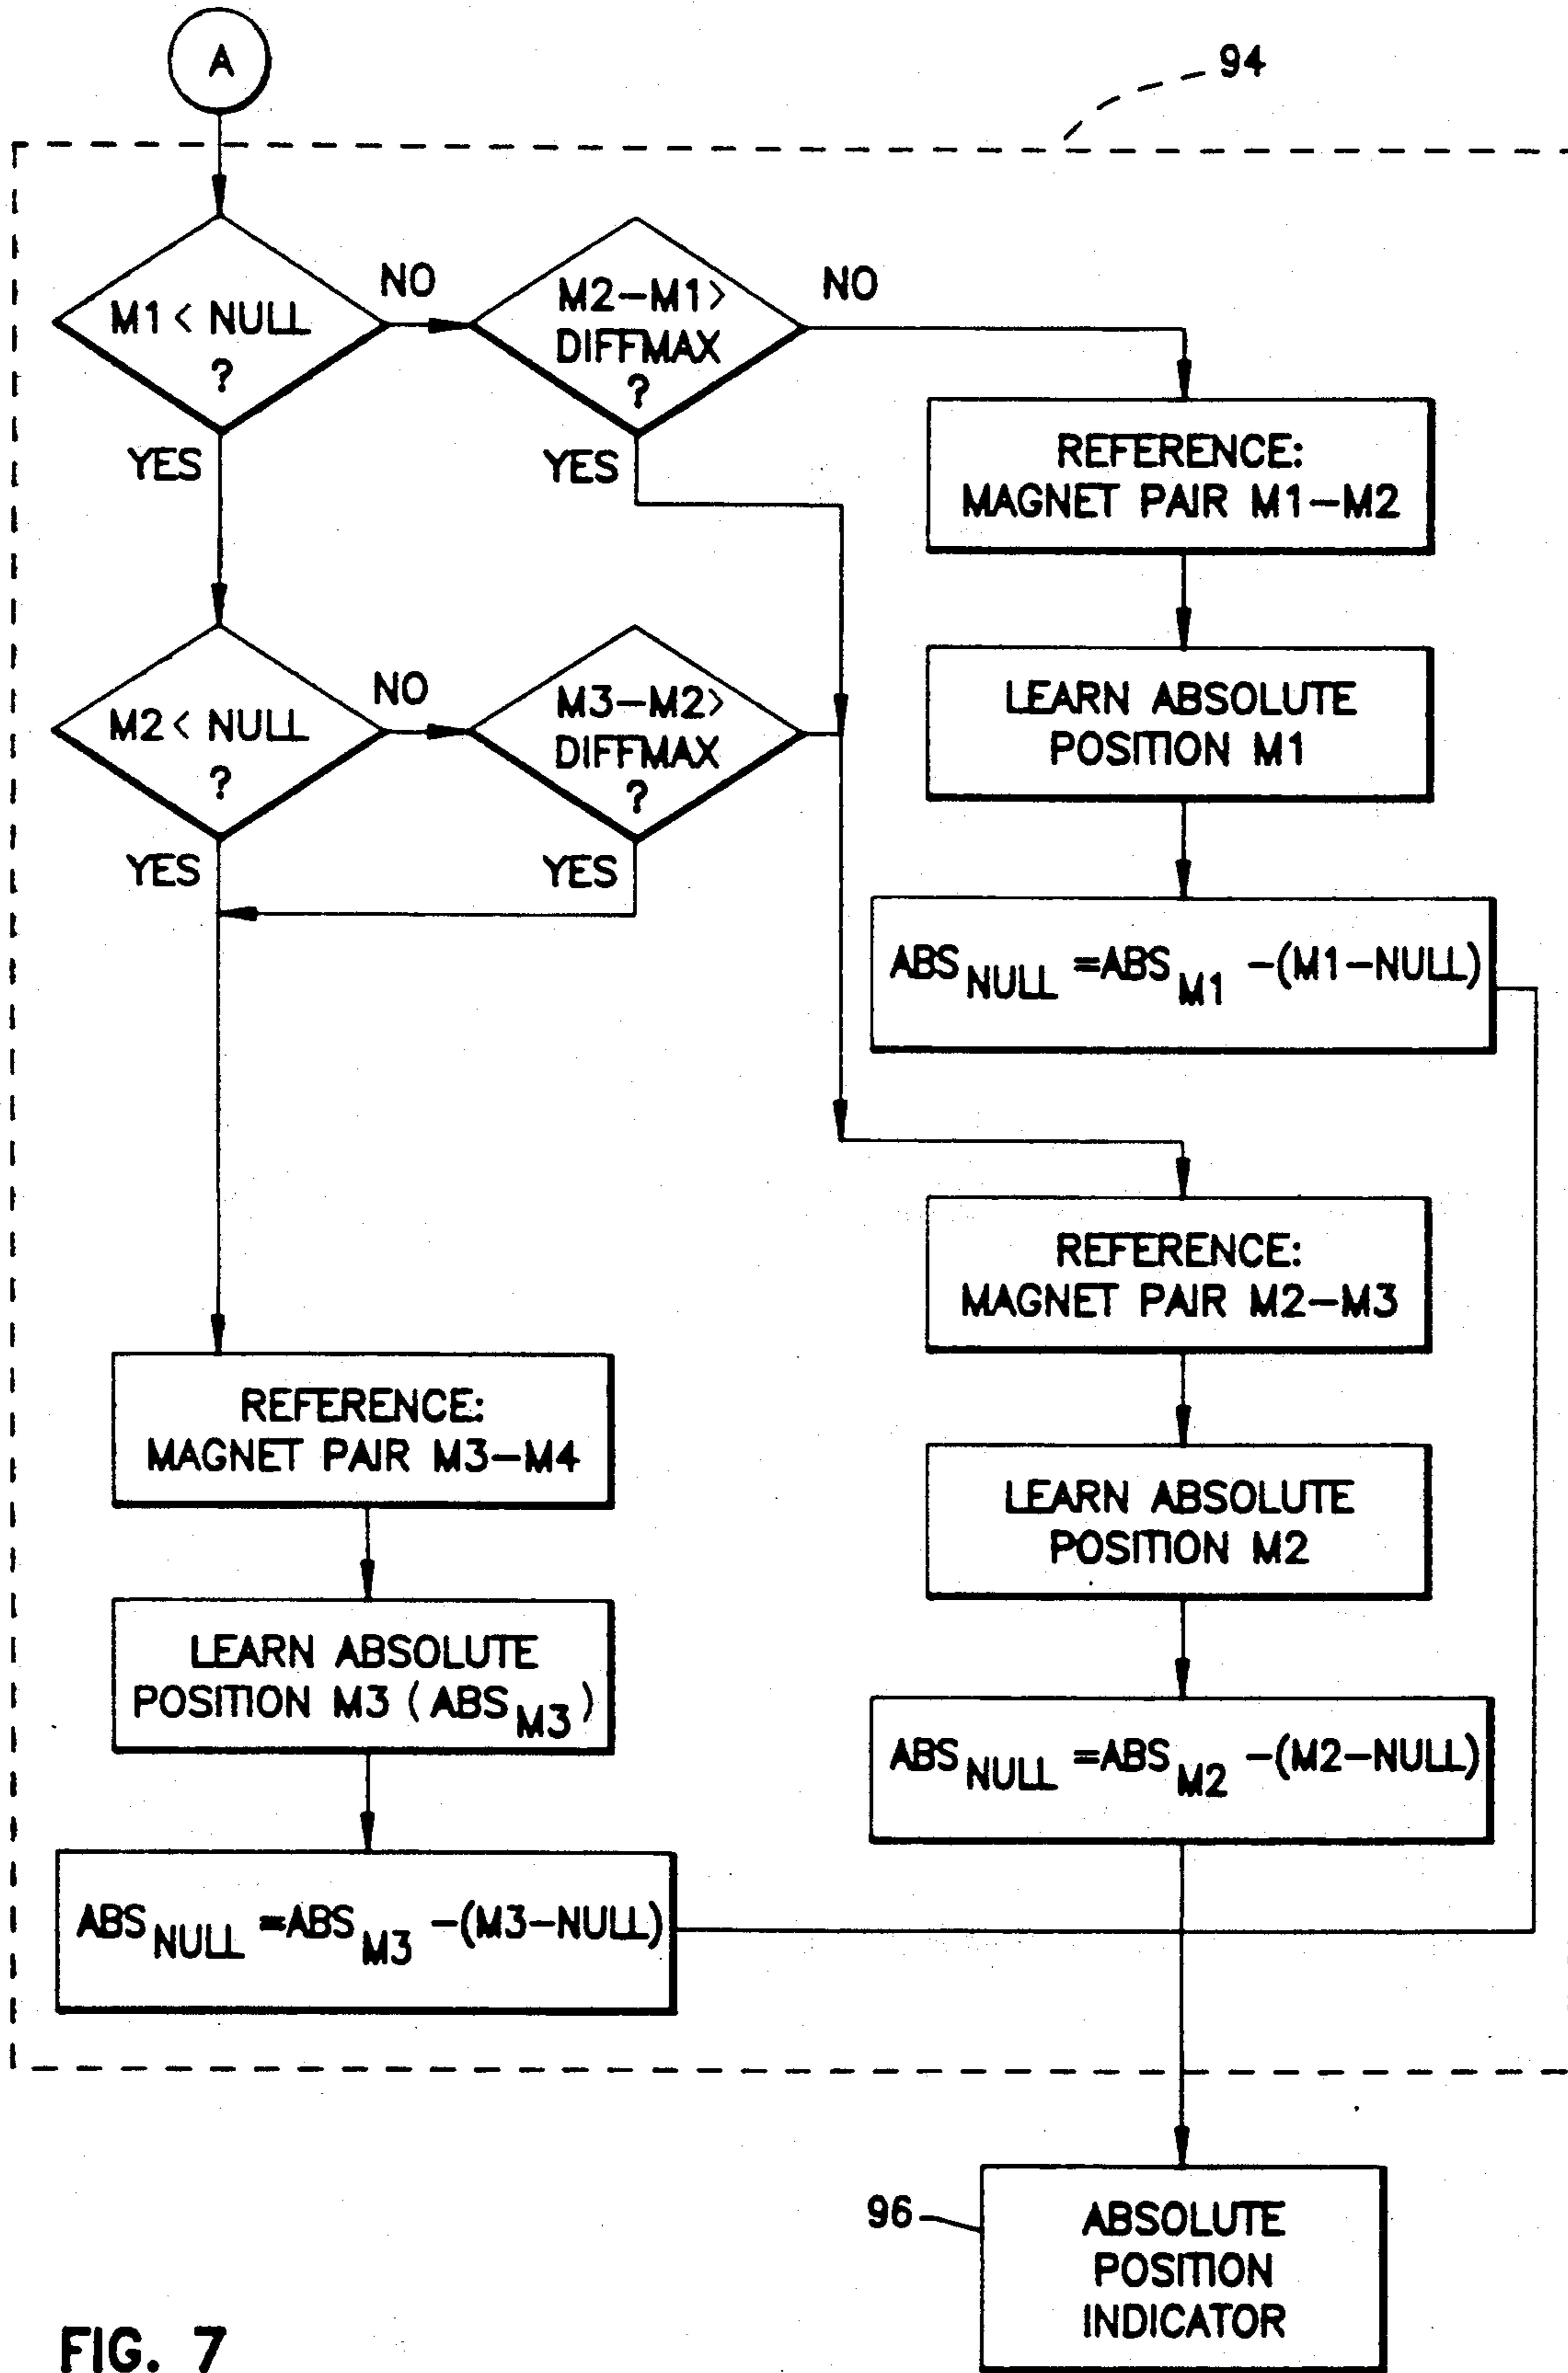 A
94
M1 < NULL
?
NO
M2-M1>
DIFFMAX
?
NO
YES
YES
REFERENCE:
MAGNET PAIR M1-M2
LEARN ABSOLUTE
POSITION M1
M2 < NULL
?
NO
M3-M2>
DIFFMAX
?
YES
YES
ABS NULL =ABS M1 -(M1-NULL)
REFERENCE:
MAGNET PAIR M2-M3
REFERENCE:
MAGNET PAIR M3-M4
LEARN ABSOLUTE
POSITION M2
LEARN ABSOLUTE
POSITION M3 (ABS M3)
ABS NULL =ABS M2 -(M2-NULL)
ABS NULL =ABS M3 -(M3-NULL)
96
ABSOLUTE
POSITION
INDICATOR
FIG. 7